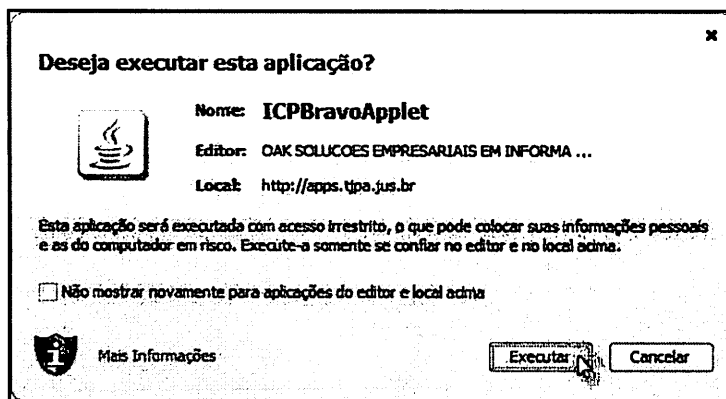 Deseja executar esta aplicação?
Nome: ICPBravoApplet
Editor: OAK SOLUCOES EMPRESARIAIS EM INFORMA ...
Local: http://apps.tjpa.jus.br
Esta aplicação será executada com acesso irrestrito, o que pode colocar suas informações pessoais
e as do computador em risco. Execute-a somente se confiar no editor e no local acima.
Não mostrar novamente para aplicações do editor e local acima
Mais Informações Executar Cancelar